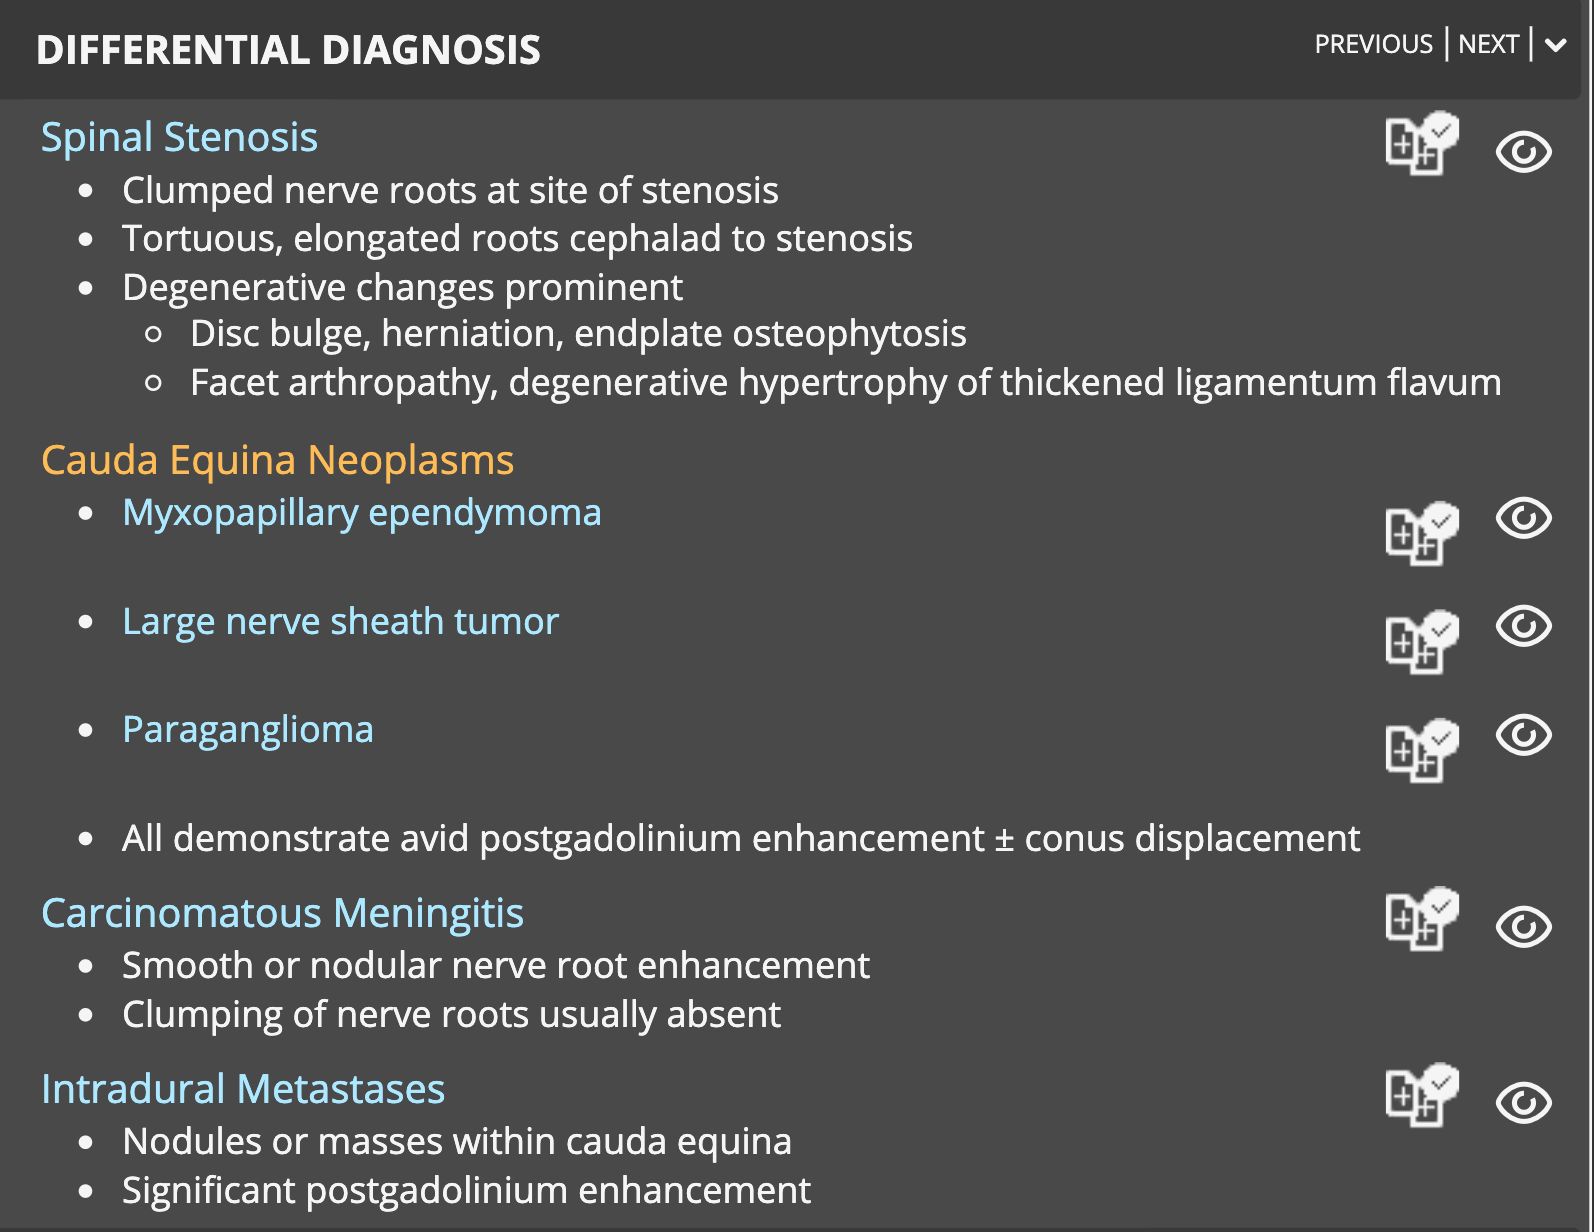 DIFFERENTIAL DIAGNOSIS
PREVIOUS | NEXT |
Spinal Stenosis
• Clumped nerve roots at site of stenosis
• Tortuous, elongated roots cephalad to stenosis
• Degenerative changes prominent
○ Disc bulge, herniation, endplate osteophytosis
○ Facet arthropathy, degenerative hypertrophy of thickened ligamentum flavum
Cauda Equina Neoplasms
• Myxopapillary ependymoma
• Large nerve sheath tumor
• Paraganglioma
• All demonstrate avid postgadolinium enhancement ± conus displacement
Carcinomatous Meningitis
• Smooth or nodular nerve root enhancement
• Clumping of nerve roots usually absent
Intradural Metastases
• Nodules or masses within cauda equina
• Significant postgadolinium enhancement